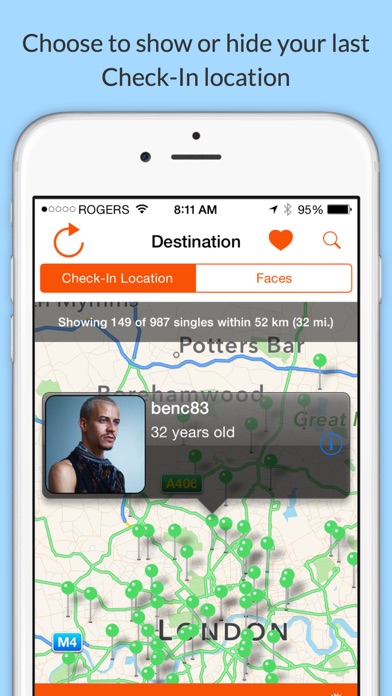 Choose to show or hide your last
Check-In location
ROGERS 8:11 AM 95%
Destination
Check-In Location Faces
Showing 149 of 987 singles within 52 km (32 mi.)
Potters Bar
benc83
32 years old
A406
LONDON
M4